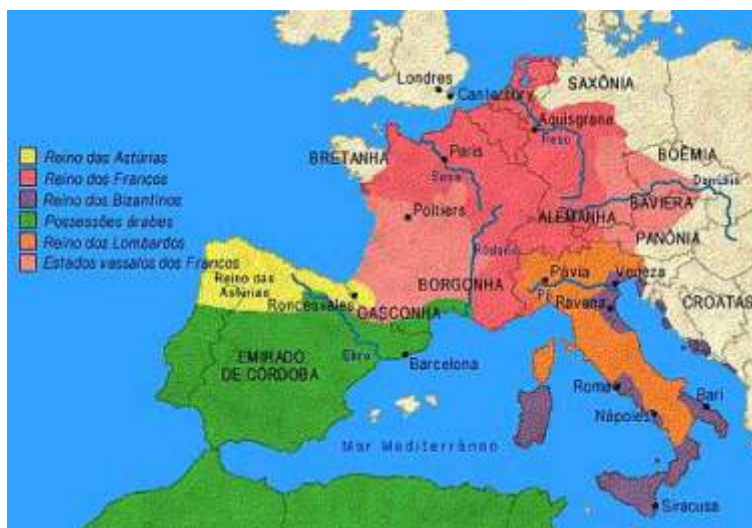 Reino das Astúrias
Reino dos Francos
Reino dos Bizantinos
Possessões árabes
Reino dos Lombardos
Estados vassalos dos Francos
Londres
Cantecbury
SAXÔNIA
Aquisgrana
Reno
BRETANHA
Paris
Sena
BOÊMIA
Danúbio
Poitiers
ALEMANHA
BAVIERA
PANÔNIA
Ródano
BORGONHA
Reino das
Astúrias
Roncesvales
GASCONHA
Pávia
Veneza
Pó
Ravena
CROATAS
EMIRADO
DE CÓRDOBA
Ebro
Barcelona
Roma
Bari
Nápoles
Mar Mediterrâneo
Siracusa